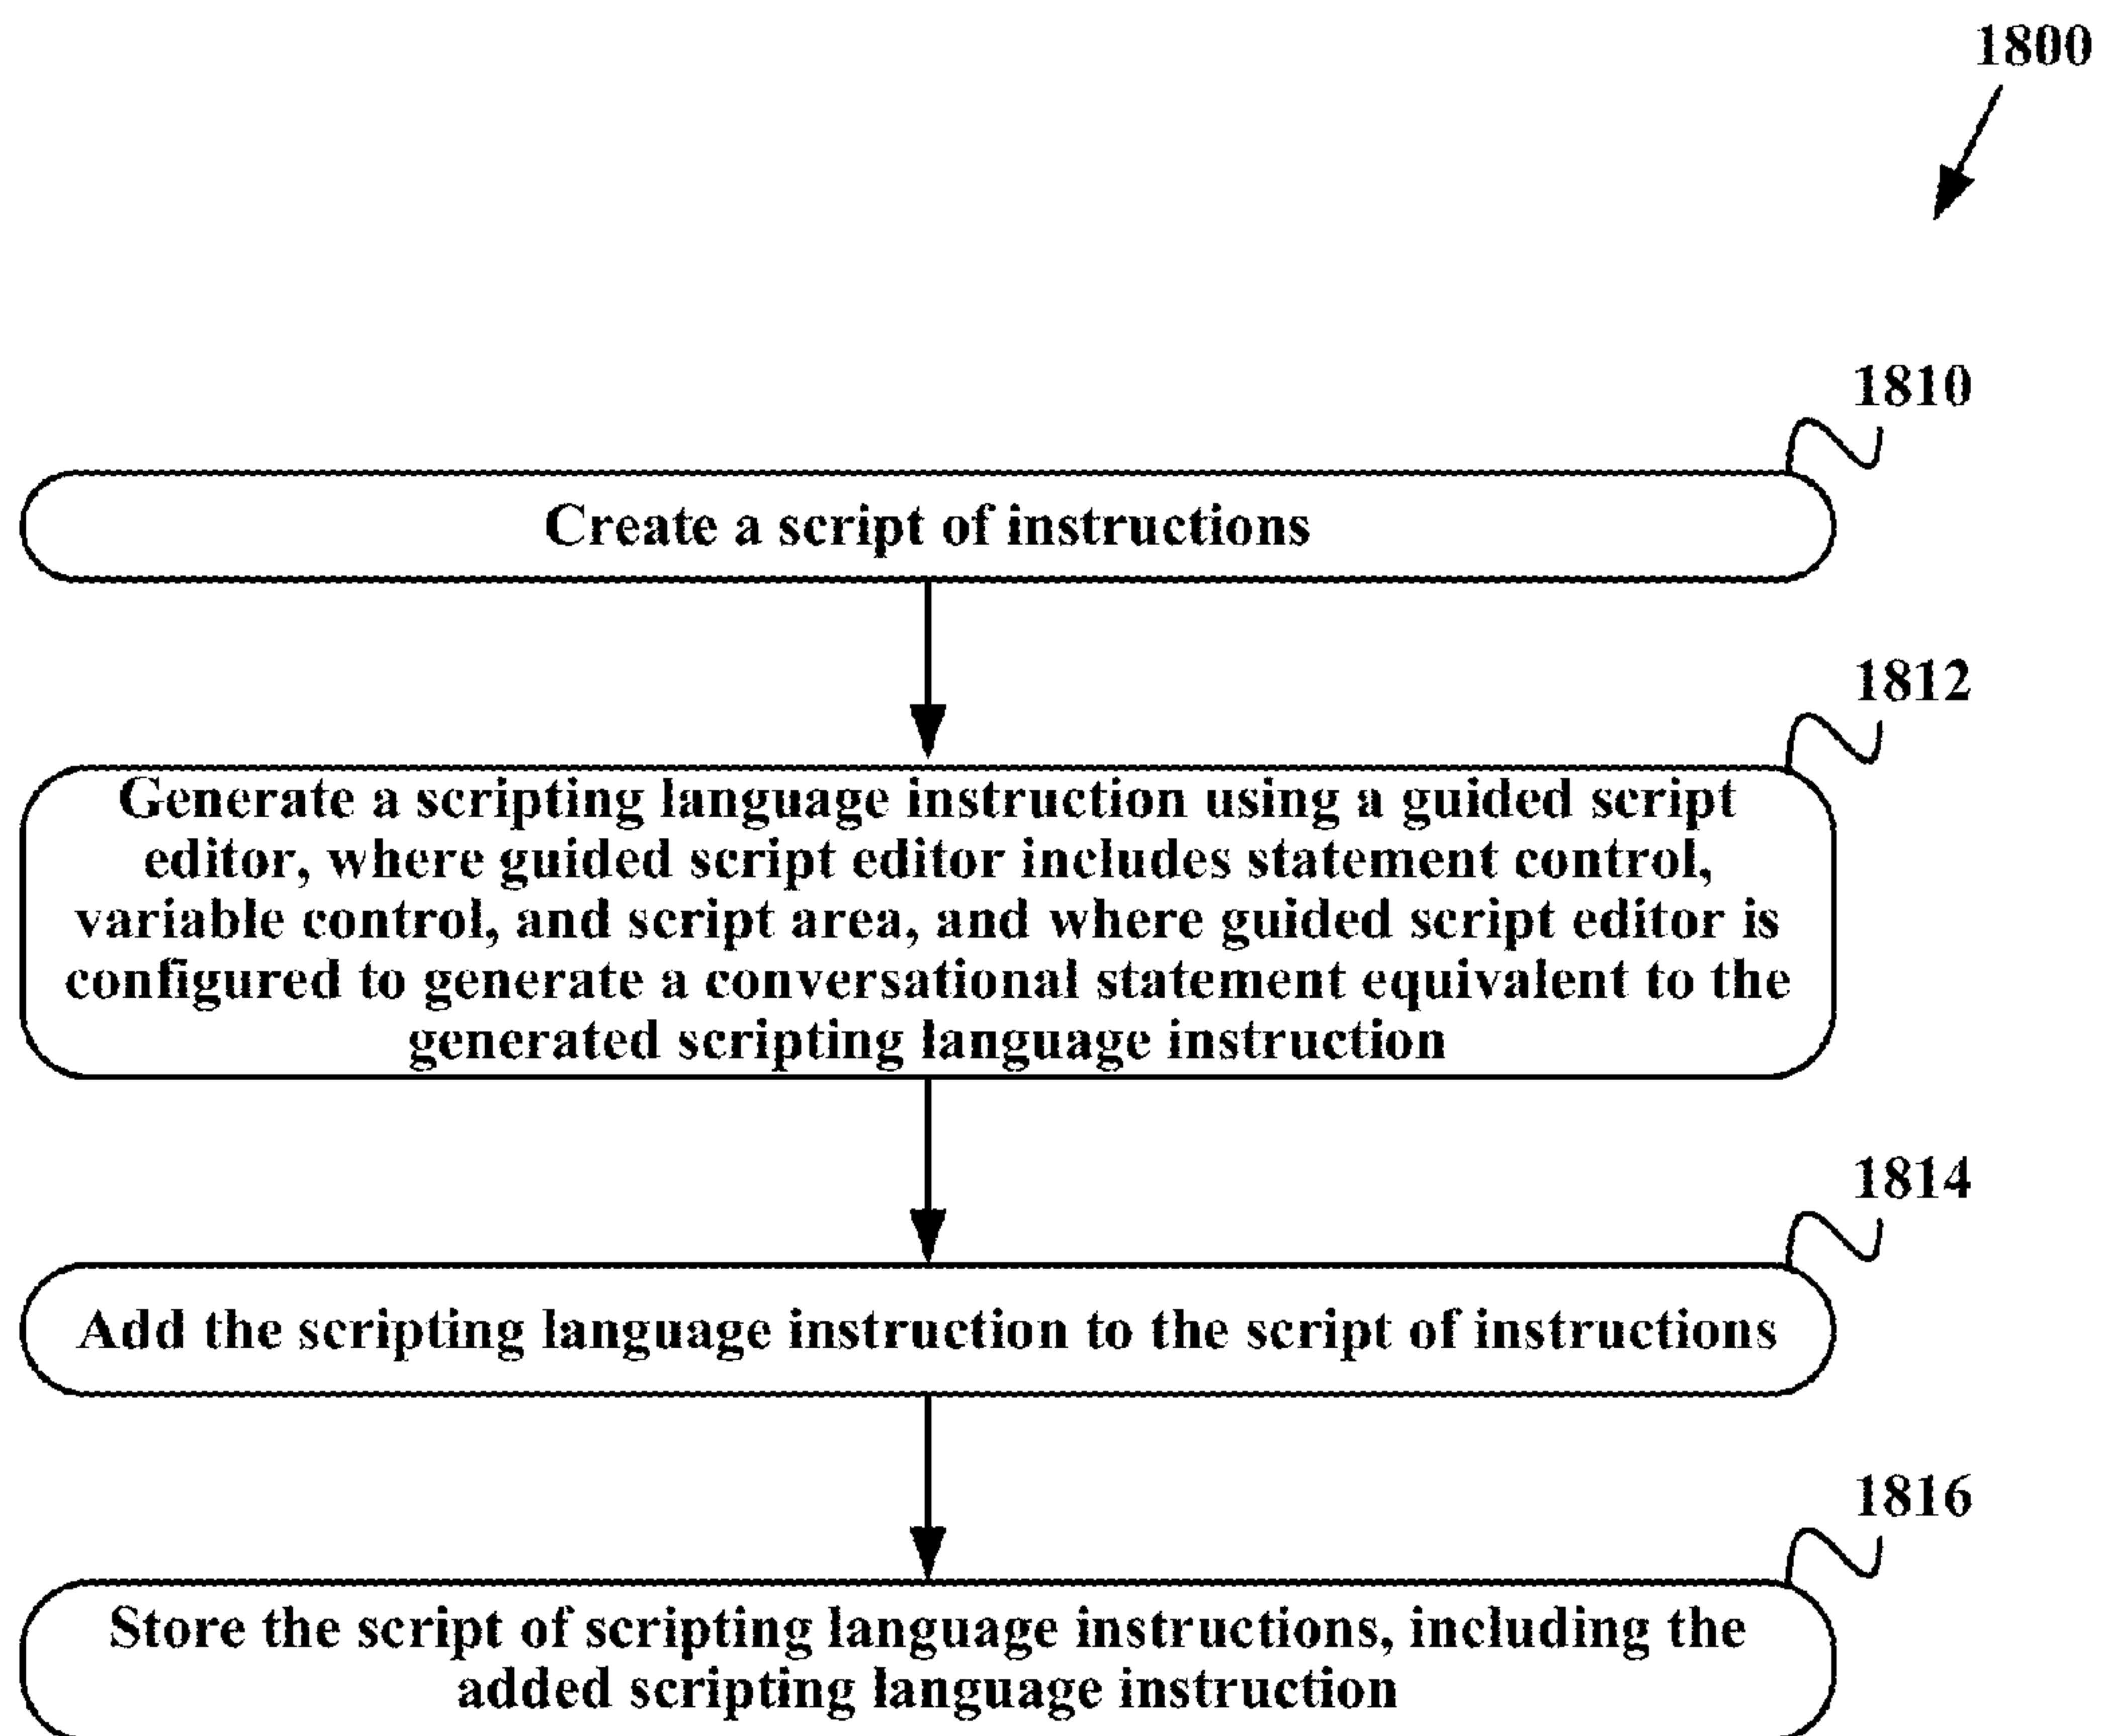 1800
1810
Create a script of instructions
1812
Generate a scripting language instruction using a guided script
editor, where guided script editor includes statement control,
variable control, and script area, and where guided script editor is
configured to generate a conversational statement equivalent to the
generated scripting language instruction
1814
Add the scripting language instruction to the script of instructions
1816
Store the script of scripting language instructions, including the
added scripting language instruction